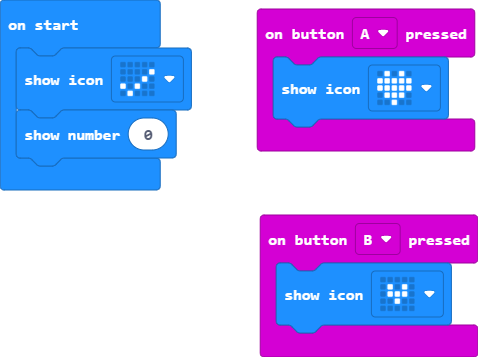 on start
show icon
show number 0
on button A pressed
show icon
on button B pressed
show icon